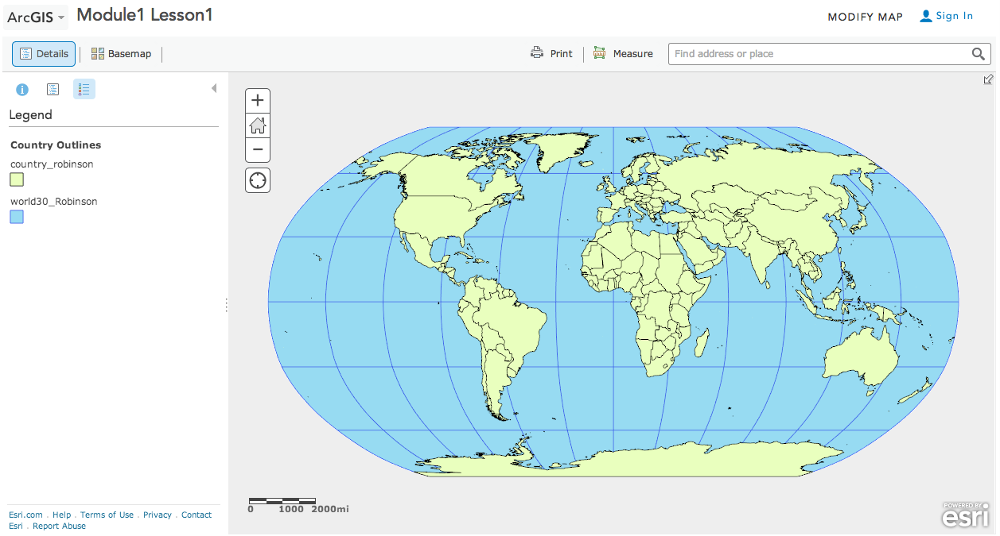 ArcGIS Module1 Lesson1 MODIFY MAP Sign In
Details Basemap Print Measure Find address or place
Legend
Country Outlines
country_robinson
world30_Robinson
0 1000 2000mi
Esri.com . Help . Terms of Use . Privacy . Contact
Esri . Report Abuse
POWERED BY
esri